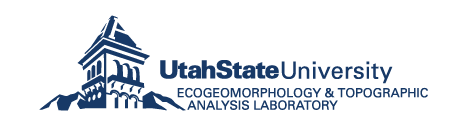 UtahStateUniversity
ECOGEOMORPHOLOGY & TOPOGRAPHIC
ANALYSIS LABORATORY